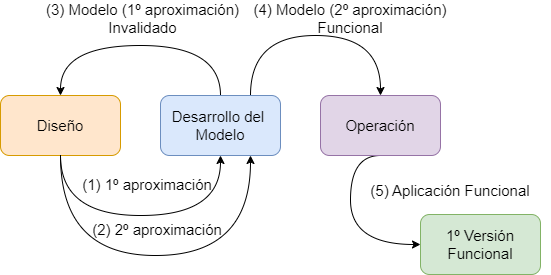 (3) Modelo (1º aproximación)
Invalidado
(4) Modelo (2º aproximación)
Funcional
Diseño
Desarrollo del
Modelo
Operación
(1) 1º aproximación
(2) 2º aproximación
(5) Aplicación Funcional
1º Versión
Funcional